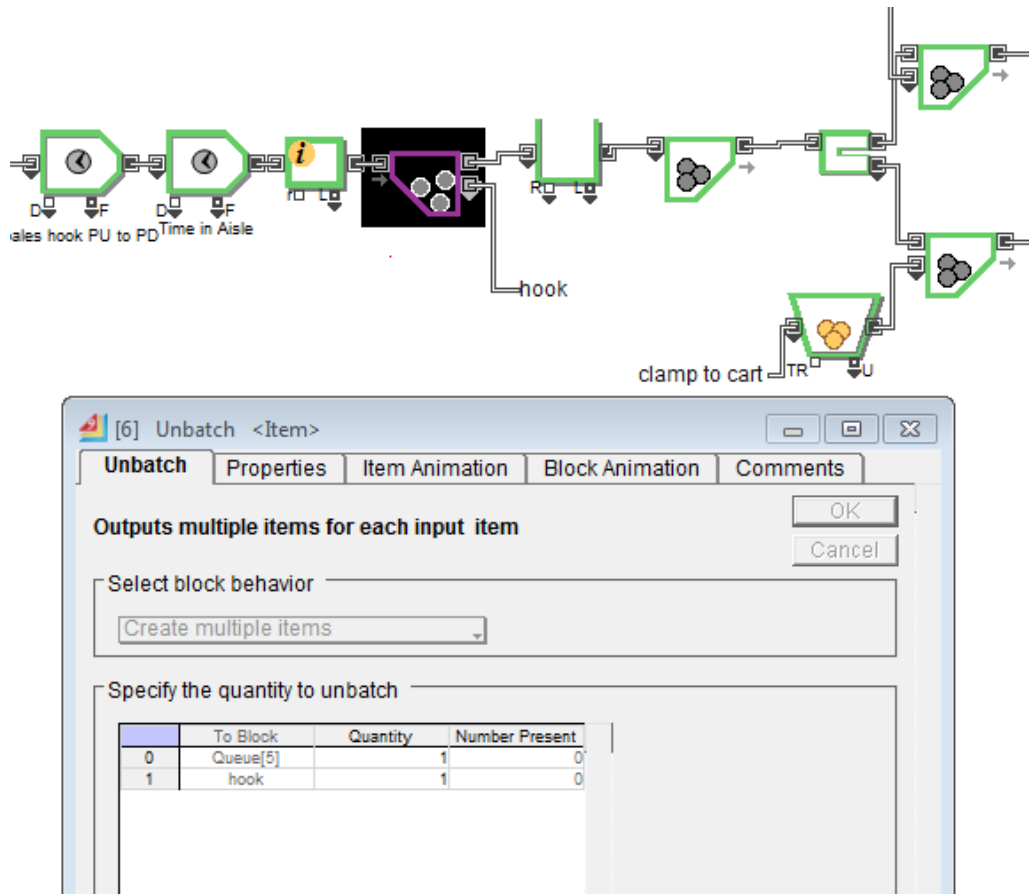 i
D F
D F
r L
R L
ales hook PU to PD
Time in Aisle
hook
clamp to cart
TR U
[6] Unbatch <Item>
Unbatch Properties Item Animation Block Animation Comments
Outputs multiple items for each input item
OK
Cancel
Select block behavior
Create multiple items
Specify the quantity to unbatch
To Block Quantity Number Present
0 Queue[5] 1 0
1 hook 1 0